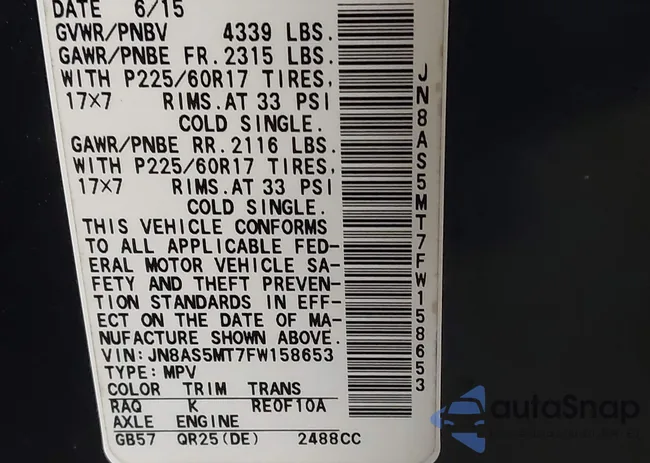 DATE 6/15
GVWR/PNBV 4339 LBS.
GAWR/PNBE FR. 2315 LBS.
WITH P225/60R17 TIRES,
17×7 RIMS. AT 33 PSI
COLD SINGLE.
GAWR/PNBE RR. 2116 LBS.
WITH P225/60R17 TIRES,
17×7 RIMS. AT 33 PSI
COLD SINGLE.
THIS VEHICLE CONFORMS
TO ALL APPLICABLE FED-
ERAL MOTOR VEHICLE SA-
FETY AND THEFT PREVEN-
TION STANDARDS IN EFF-
ECT ON THE DATE OF MA-
NUFACTURE SHOWN ABOVE.
VIN:JN8AS5MT7FW158653
TYPE:MPV
COLOR TRIM TRANS
RAQ K RE0F10A
AXLE ENGINE
GB57 QR25(DE) 2488CC
JN8AS5MT7FW158653
autoSnap